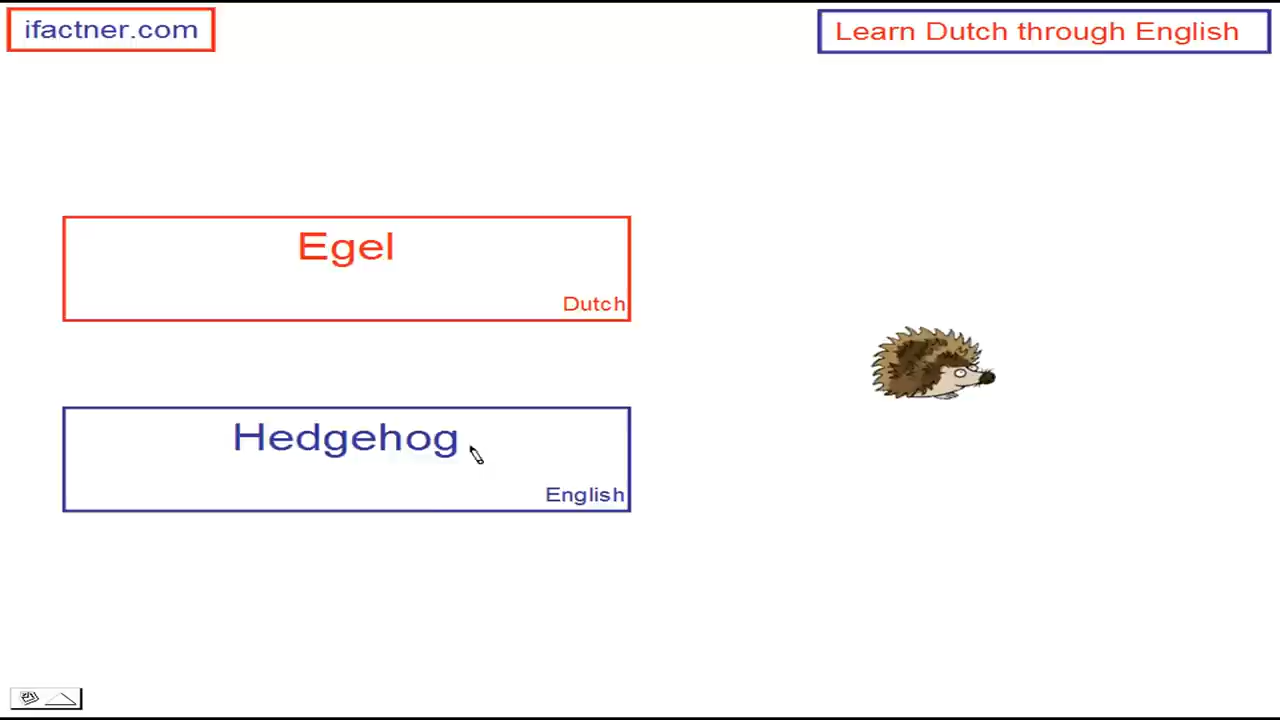 ifactner.com
Learn Dutch through English
Egel
Dutch
Hedgehog
English